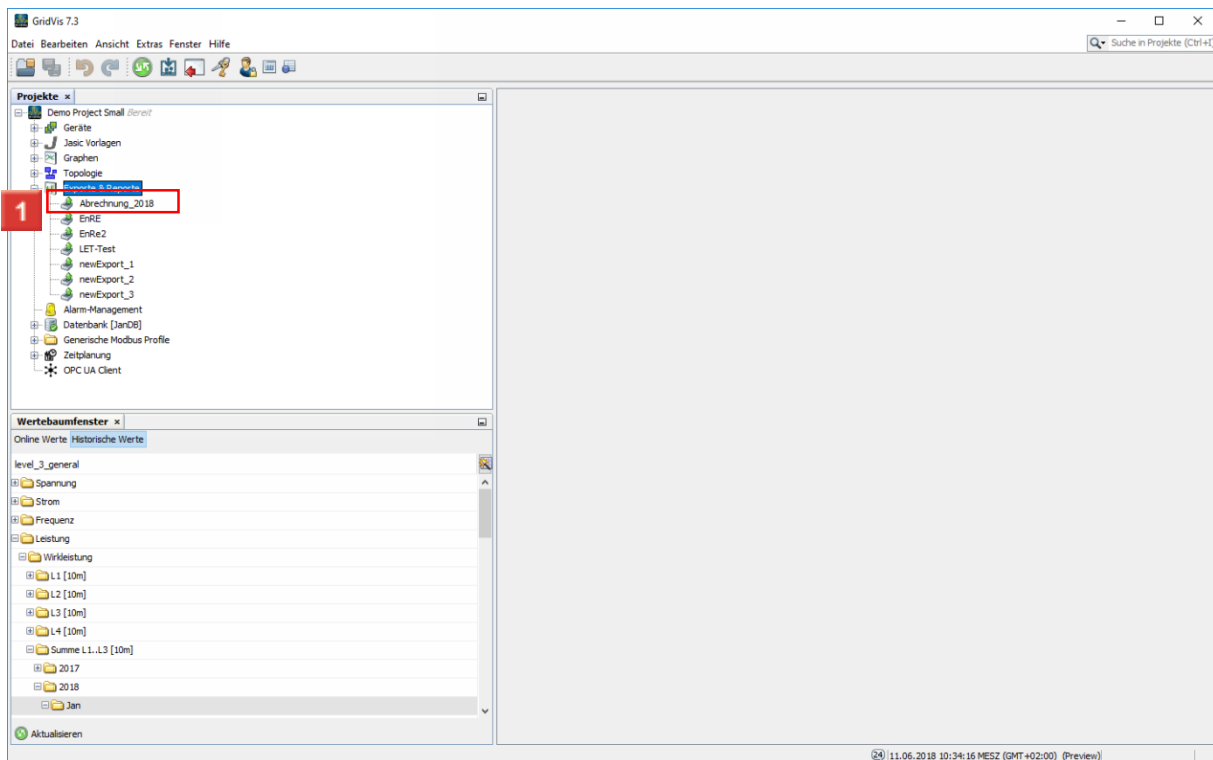 GridVis 7.3
Datei Bearbeiten Ansicht Extras Fenster Hilfe
Suche in Projekte (Ctrl+I)
Projekte
Demo Project Small Bereit
Geräte
Jasic Vorlagen
Graphen
Topologie
Exporte & Reporte
1
Abrechnung_2018
EnRE
EnRe2
LET-Test
newExport_1
newExport_2
newExport_3
Alarm-Management
Datenbank [JanDB]
Generische Modbus Profile
Zeitplanung
OPC UA Client
Wertebaumfenster
Online Werte Historische Werte
level_3_general
Spannung
Strom
Frequenz
Leistung
Wirkleistung
L1 [10m]
L2 [10m]
L3 [10m]
L4 [10m]
Summe L1..L3 [10m]
2017
2018
Jan
Aktualisieren
24 11.06.2018 10:34:16 MESZ (GMT+02:00) (Preview)